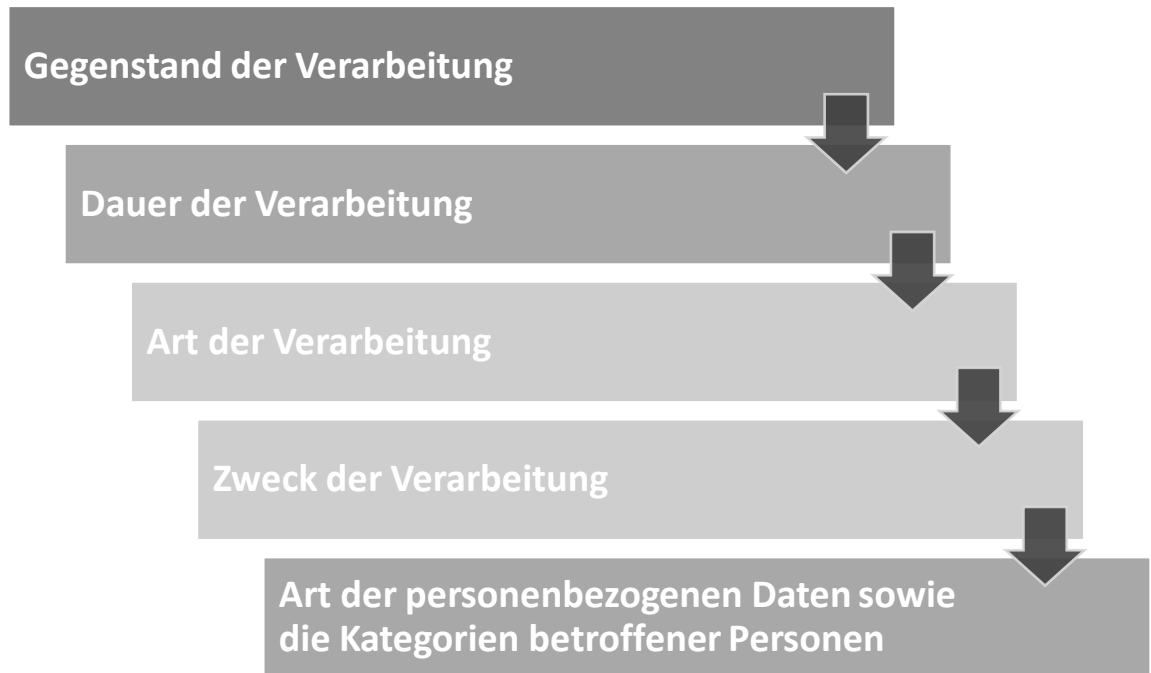 Gegenstand der Verarbeitung
Dauer der Verarbeitung
Art der Verarbeitung
Zweck der Verarbeitung
Art der personenbezogenen Daten sowie
die Kategorien betroffener Personen